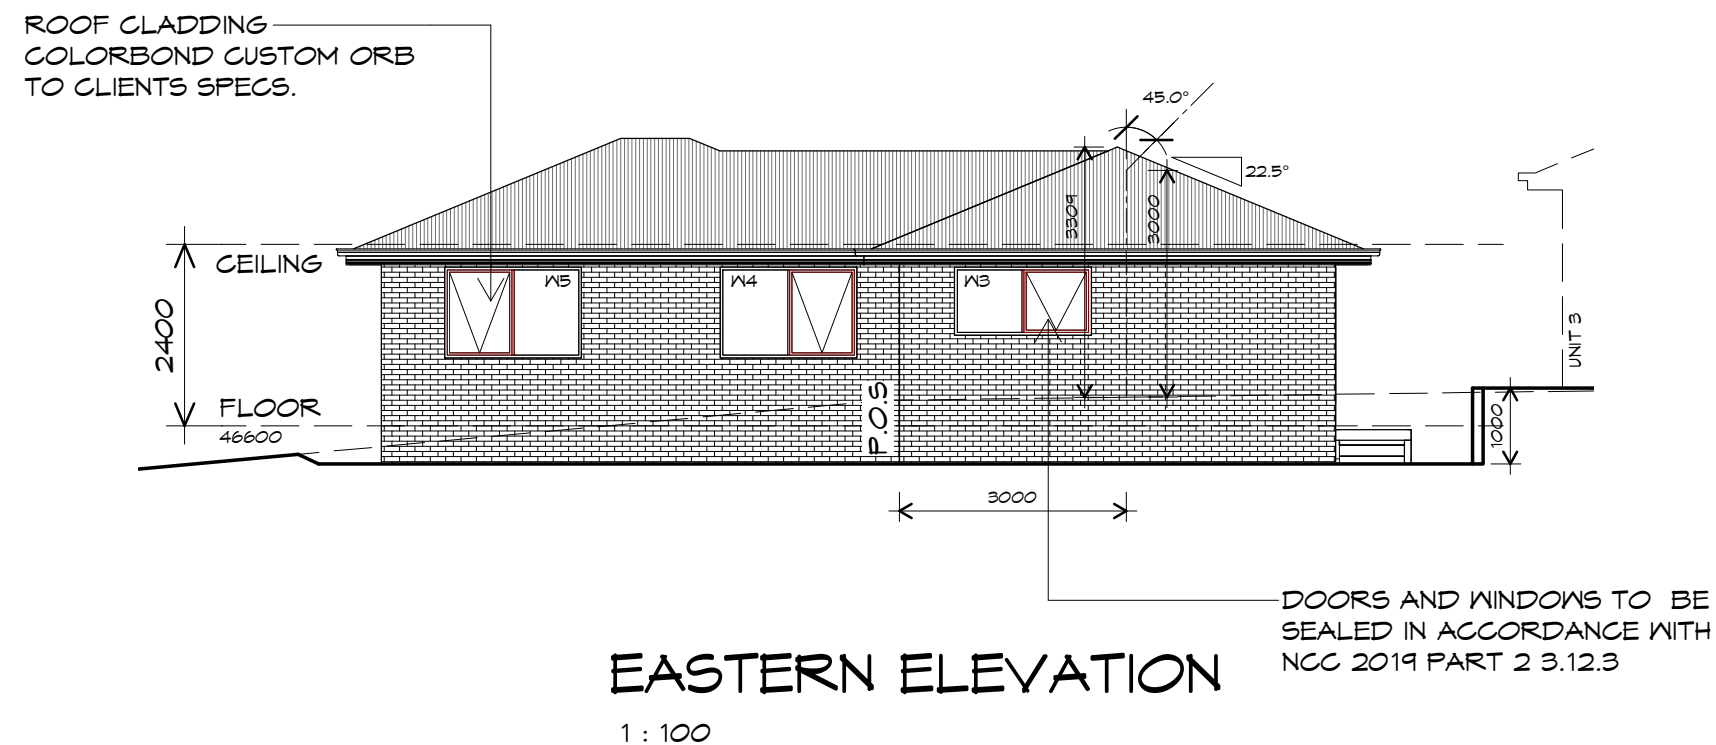 ROOF CLADDING
COLORBOND CUSTOM ORB
TO CLIENTS SPECS.
45.0°
22.5°
3309
3000
CEILING
2400
W5
W4
W3
UNIT 3
P.O.S
FLOOR
46600
1000
3000
DOORS AND WINDOWS TO BE
SEALED IN ACCORDANCE WITH
NCC 2019 PART 2 3.12.3
EASTERN ELEVATION
1 : 100